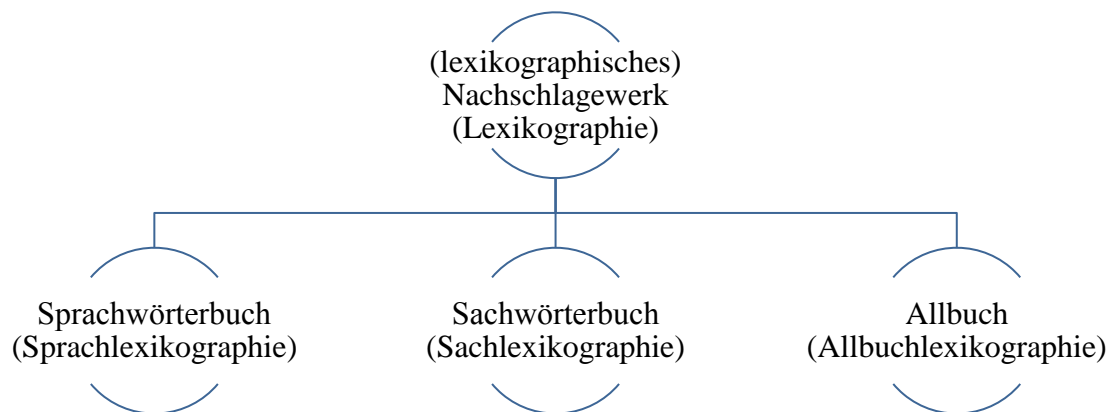 (lexikographisches)
Nachschlagewerk
(Lexikographie)
Sprachwörterbuch
(Sprachlexikographie)
Sachwörterbuch
(Sachlexikographie)
Allbuch
(Allbuchlexikographie)